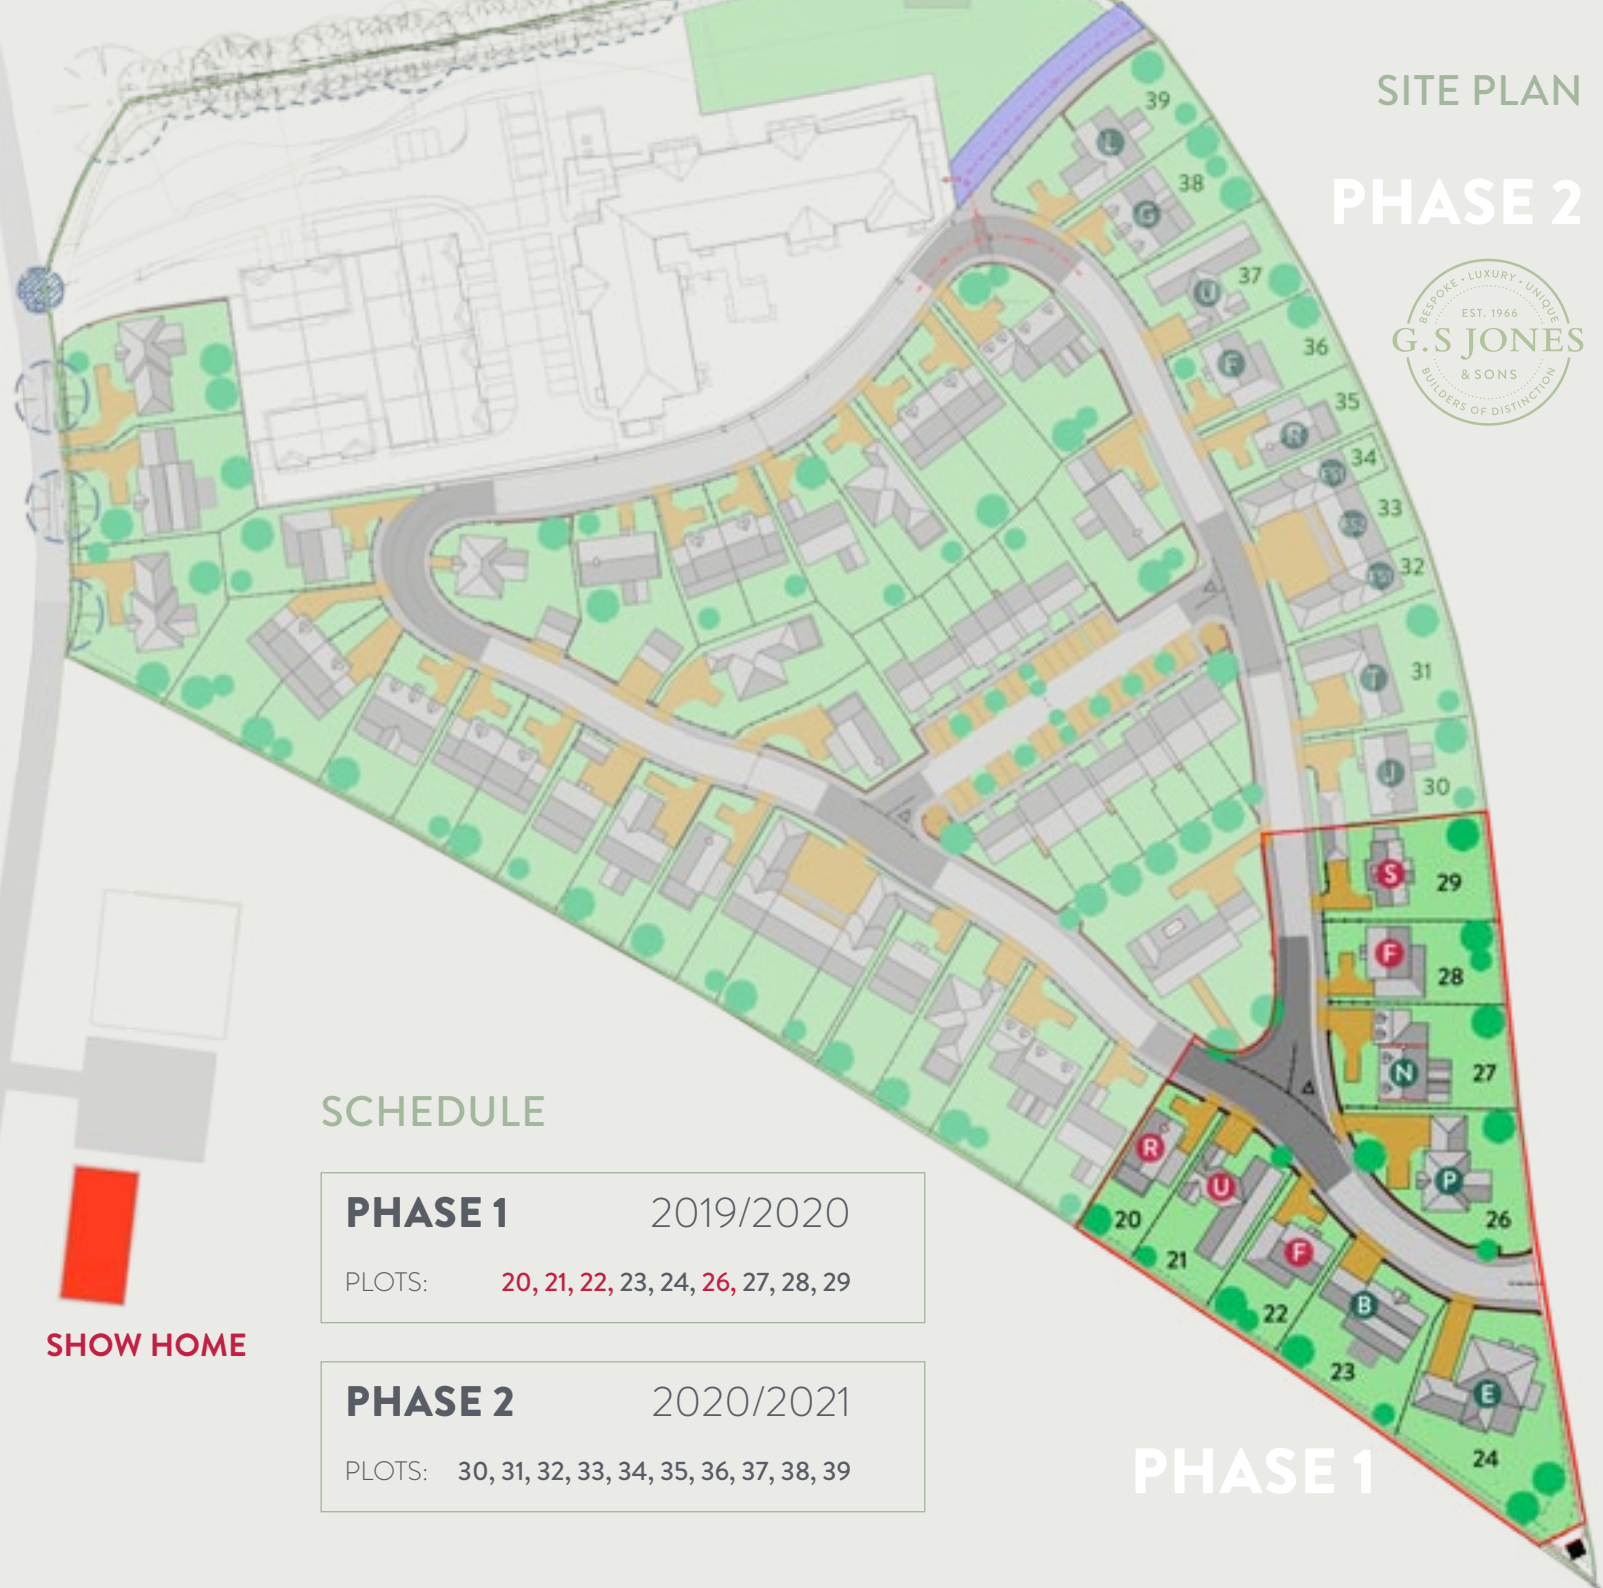 SITE PLAN
PHASE 2
BESPOKE • LUXURY • UNIQUE
EST. 1966
G.S JONES
& SONS
BUILDERS OF DISTINCTION
39
L
38
G
37
U
36
F
35
R
34
33
32
31
T
30
J
S
29
F
28
N
27
P
26
R
20
U
21
F
22
B
23
E
24
PHASE 1
SCHEDULE
PHASE 1 2019/2020
PLOTS: 20, 21, 22, 23, 24, 26, 27, 28, 29
PHASE 2 2020/2021
PLOTS: 30, 31, 32, 33, 34, 35, 36, 37, 38, 39
SHOW HOME